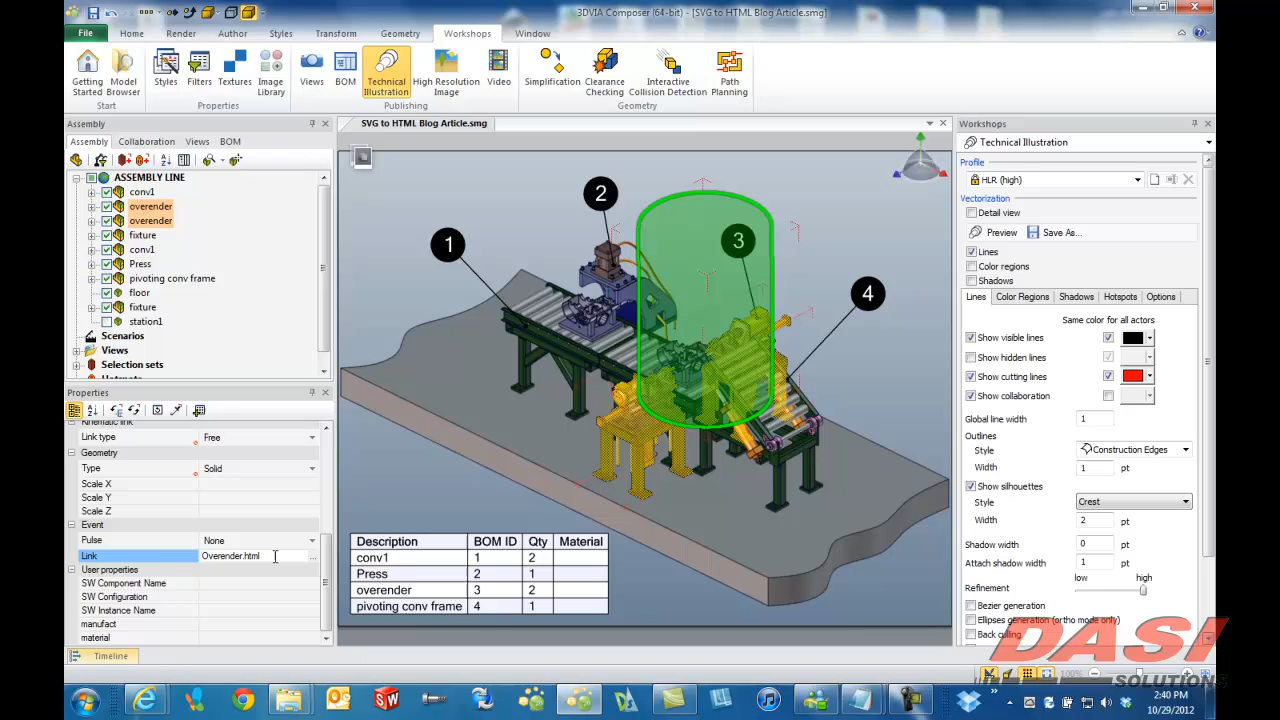 3DVIA Composer (64-bit) - [SVG to HTML Blog Article.smg]
File Home Render Author Styles Transform Geometry Workshops Window
Getting Started
Model Browser
Styles
Filters
Textures
Image Library
Views
BOM
Technical Illustration
High Resolution Image
Video
Simplification
Clearance Checking
Interactive Collision Detection
Path Planning
Start
Properties
Publishing
Geometry
Assembly
Assembly Collaboration Views BOM
ASSEMBLY LINE
conv1
overender
overender
fixture
conv1
Press
pivoting conv frame
floor
fixture
station1
Scenarios
Views
Selection sets
Properties
Link type Free
Geometry
Type Solid
Scale X
Scale Y
Scale Z
Event
Pulse None
Link Overender.html
User properties
SW Component Name
SW Configuration
SW Instance Name
manufact
material
Timeline
SVG to HTML Blog Article.smg
1
2
3
4
Description BOM ID Qty Material
conv1 1 2
Press 2 1
overender 3 2
pivoting conv frame 4 1
Workshops
Technical Illustration
Profile
HLR (high)
Vectorization
Detail view
Preview Save As...
Lines
Color regions
Shadows
Lines Color Regions Shadows Hotspots Options
Same color for all actors
Show visible lines
Show hidden lines
Show cutting lines
Show collaboration
Global line width 1
Outlines
Style Construction Edges
Width 1 pt
Show silhouettes
Style Crest
Width 2 pt
Shadow width 0 pt
Attach shadow width 1 pt
low high
Refinement
Bezier generation
Ellipses generation (ortho mode only)
Back culling
DASI
SOLUTIONS
100%
2:40 PM
10/29/2012